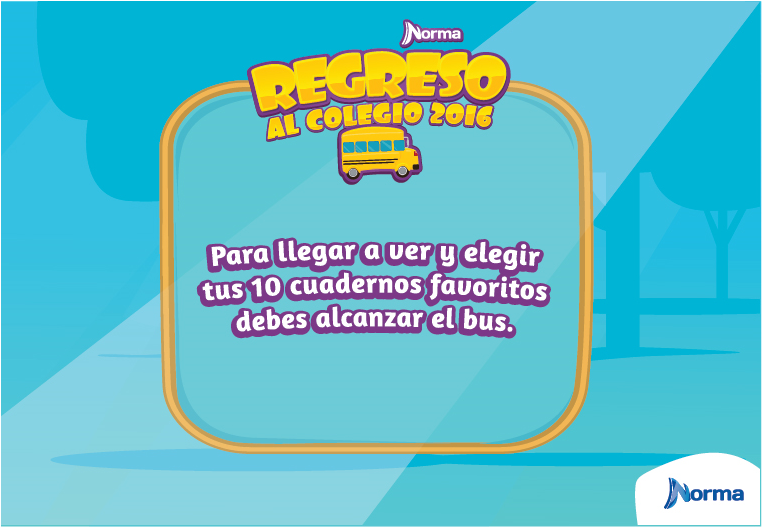 Norma
REGRESO
AL COLEGIO 2016
Para llegar a ver y elegir
tus 10 cuadernos favoritos
debes alcanzar el bus.
Norma